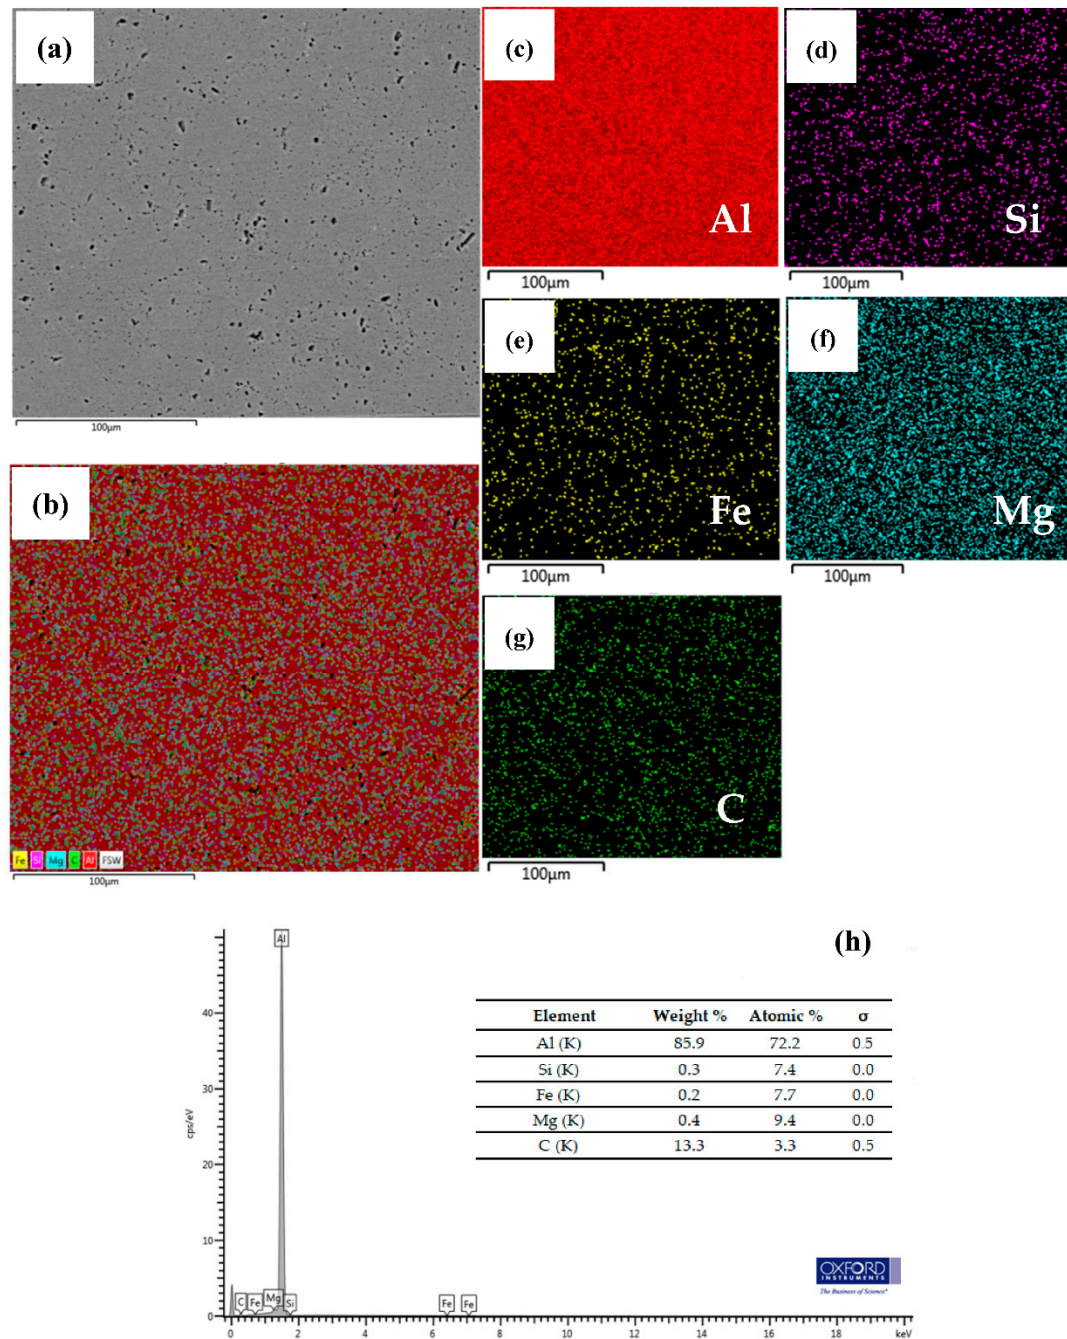 (a)
100µm
(b)
Fe Si Mg C Al FSW
100µm
(c)
Al
100µm
(d)
Si
100µm
(e)
Fe
100µm
(f)
Mg
100µm
(g)
C
100µm
(h)
Element Weight % Atomic % σ
Al (K) 85.9 72.2 0.5
Si (K) 0.3 7.4 0.0
Fe (K) 0.2 7.7 0.0
Mg (K) 0.4 9.4 0.0
C (K) 13.3 3.3 0.5
cps/eV
40
30
20
10
0
Al
C Fe Mg Si Fe Fe
0 2 4 6 8 10 12 14 16 18 keV
OXFORD
INSTRUMENTS
The Business of Science®